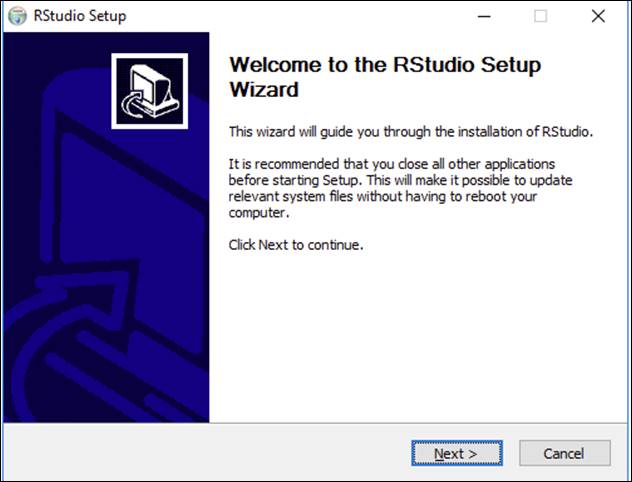 RStudio Setup
Welcome to the RStudio Setup
Wizard
This wizard will guide you through the installation of RStudio.
It is recommended that you close all other applications
before starting Setup. This will make it possible to update
relevant system files without having to reboot your
computer.
Click Next to continue.
Next >
Cancel